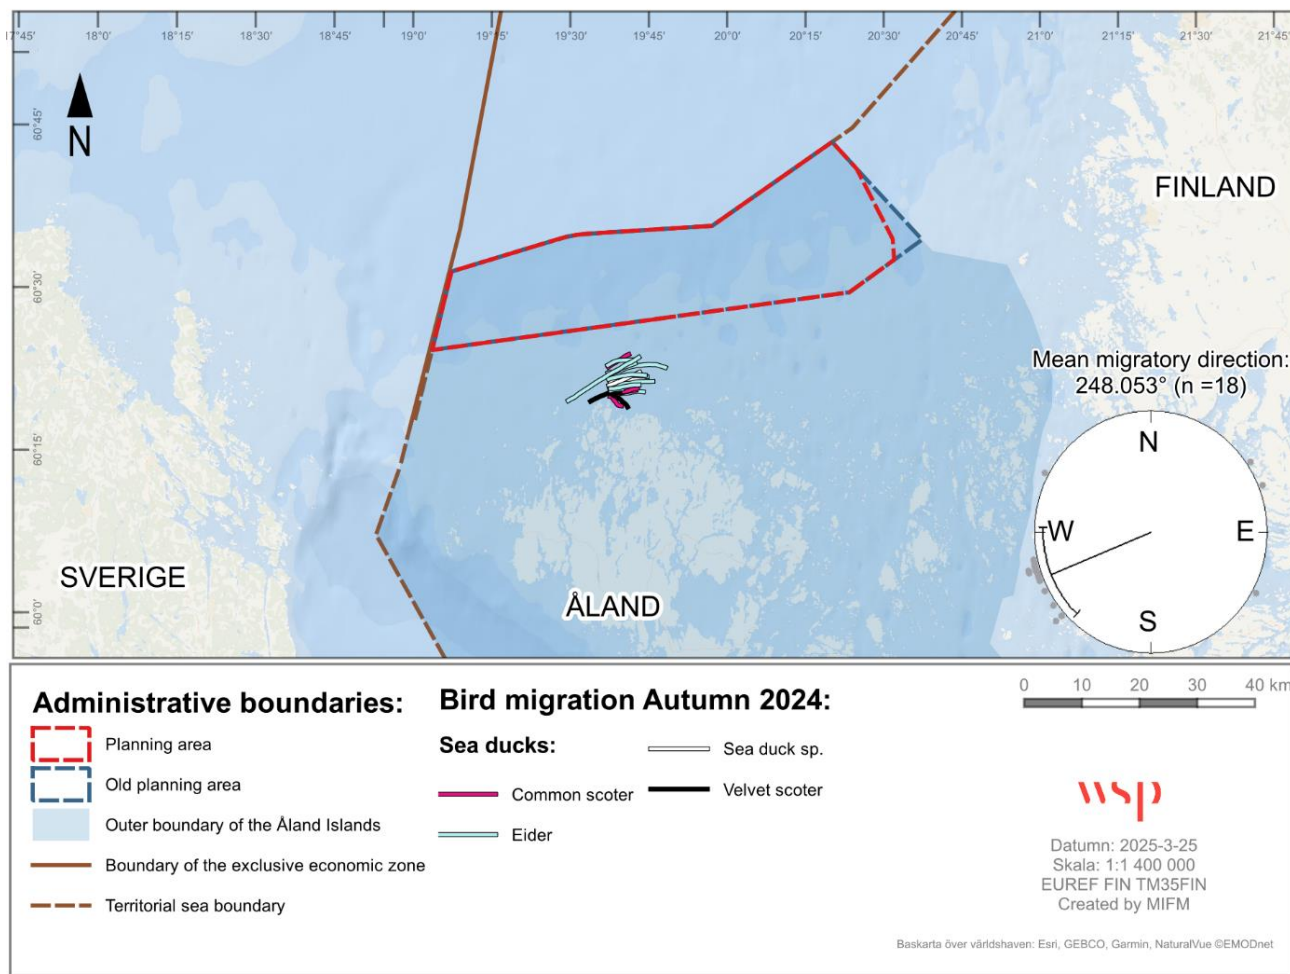 17°45'
18°0'
18°30'
18°45'
19°0'
19°15'
19°30'
19°45'
20°0'
20°15'
20°30'
20°45'
21°0'
21°15'
21°30'
21°45'
60°45'
N
FINLAND
60°30'
Mean migratory direction:
248.053° (n =18)
60°15'
N
W
E
S
SVERIGE
60°0'
ÅLAND
Administrative boundaries:
Planning area
Old planning area
Outer boundary of the Åland Islands
Boundary of the exclusive economic zone
Territorial sea boundary
Bird migration Autumn 2024:
Sea ducks:
Common scoter
Eider
Sea duck sp.
Velvet scoter
0 10 20 30 40 km
wsp
Datumn: 2025-3-25
Skala: 1:1 400 000
EUREF FIN TM35FIN
Created by MIFM
Baskarta över världshaven: Esri, GEBCO, Garmin, NaturalVue ©EMODnet